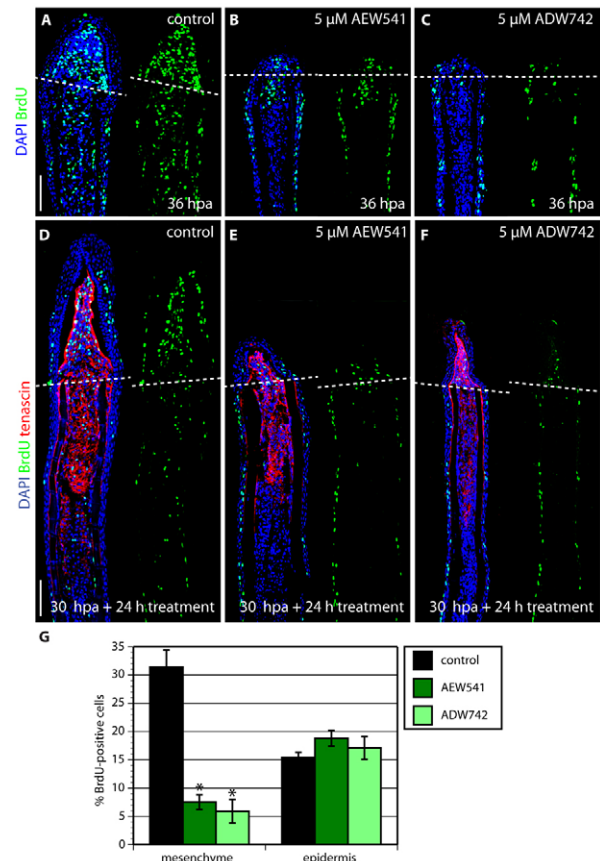 A control
B 5 µM AEW541
C 5 µM ADW742
DAPI BrdU
36 hpa
36 hpa
36 hpa
D control
E 5 µM AEW541
F 5 µM ADW742
DAPI BrdU tenascin
30 hpa + 24 h treatment
30 hpa + 24 h treatment
30 hpa + 24 h treatment
G
% BrdU-positive cells
35
30
25
20
15
10
5
0
* *
mesenchyme epidermis
control
AEW541
ADW742